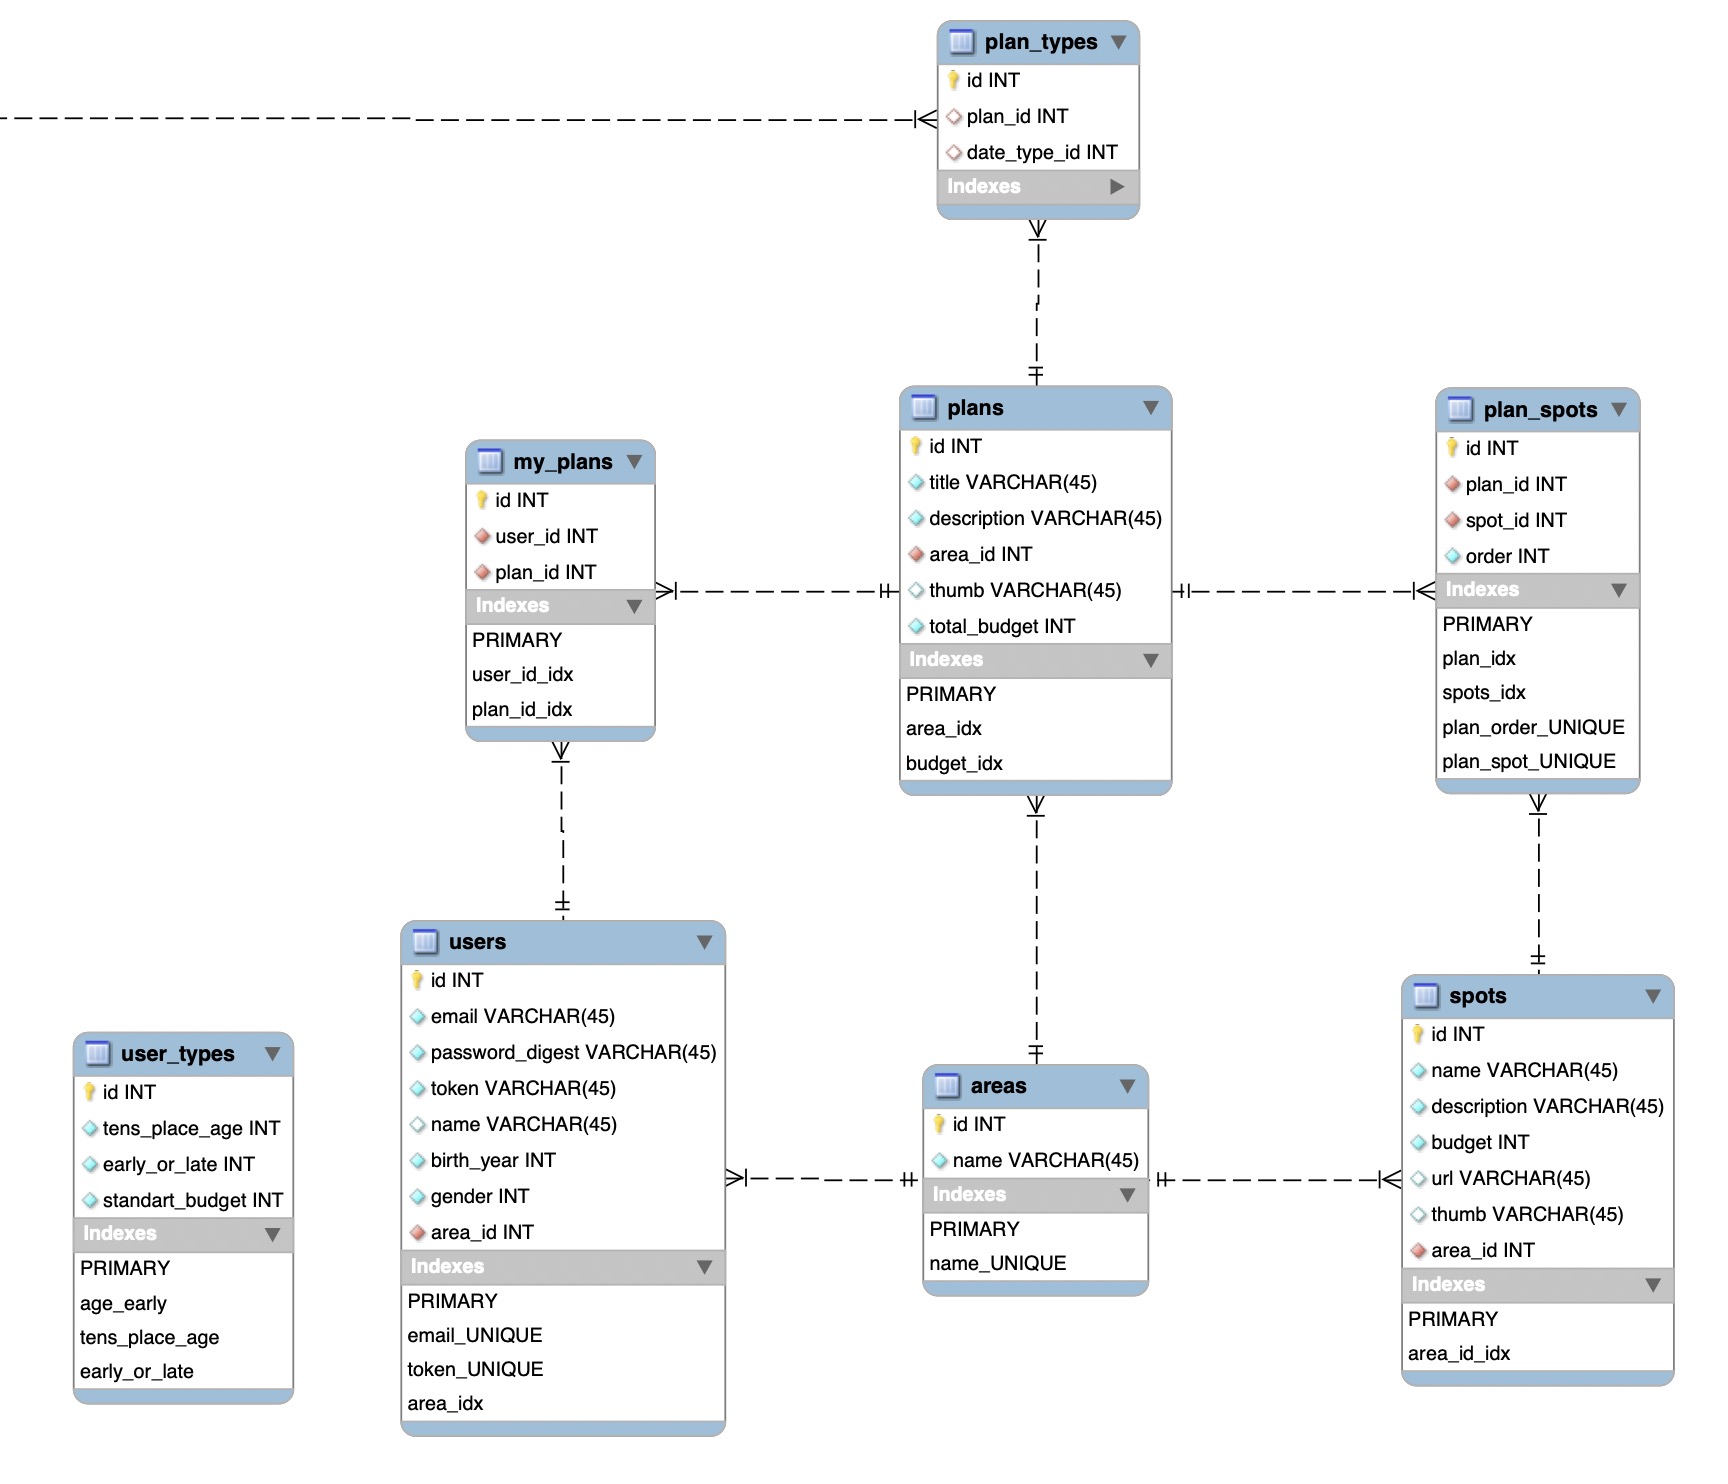 plan_types
id INT
plan_id INT
date_type_id INT
Indexes
plans
id INT
title VARCHAR(45)
description VARCHAR(45)
area_id INT
thumb VARCHAR(45)
total_budget INT
Indexes
PRIMARY
area_idx
budget_idx
plan_spots
id INT
plan_id INT
spot_id INT
order INT
Indexes
PRIMARY
plan_idx
spots_idx
plan_order_UNIQUE
plan_spot_UNIQUE
my_plans
id INT
user_id INT
plan_id INT
Indexes
PRIMARY
user_id_idx
plan_id_idx
users
id INT
email VARCHAR(45)
password_digest VARCHAR(45)
token VARCHAR(45)
name VARCHAR(45)
birth_year INT
gender INT
area_id INT
Indexes
PRIMARY
email_UNIQUE
token_UNIQUE
area_idx
spots
id INT
name VARCHAR(45)
description VARCHAR(45)
budget INT
url VARCHAR(45)
thumb VARCHAR(45)
area_id INT
Indexes
PRIMARY
area_id_idx
user_types
id INT
tens_place_age INT
early_or_late INT
standart_budget INT
Indexes
PRIMARY
age_early
tens_place_age
early_or_late
areas
id INT
name VARCHAR(45)
Indexes
PRIMARY
name_UNIQUE